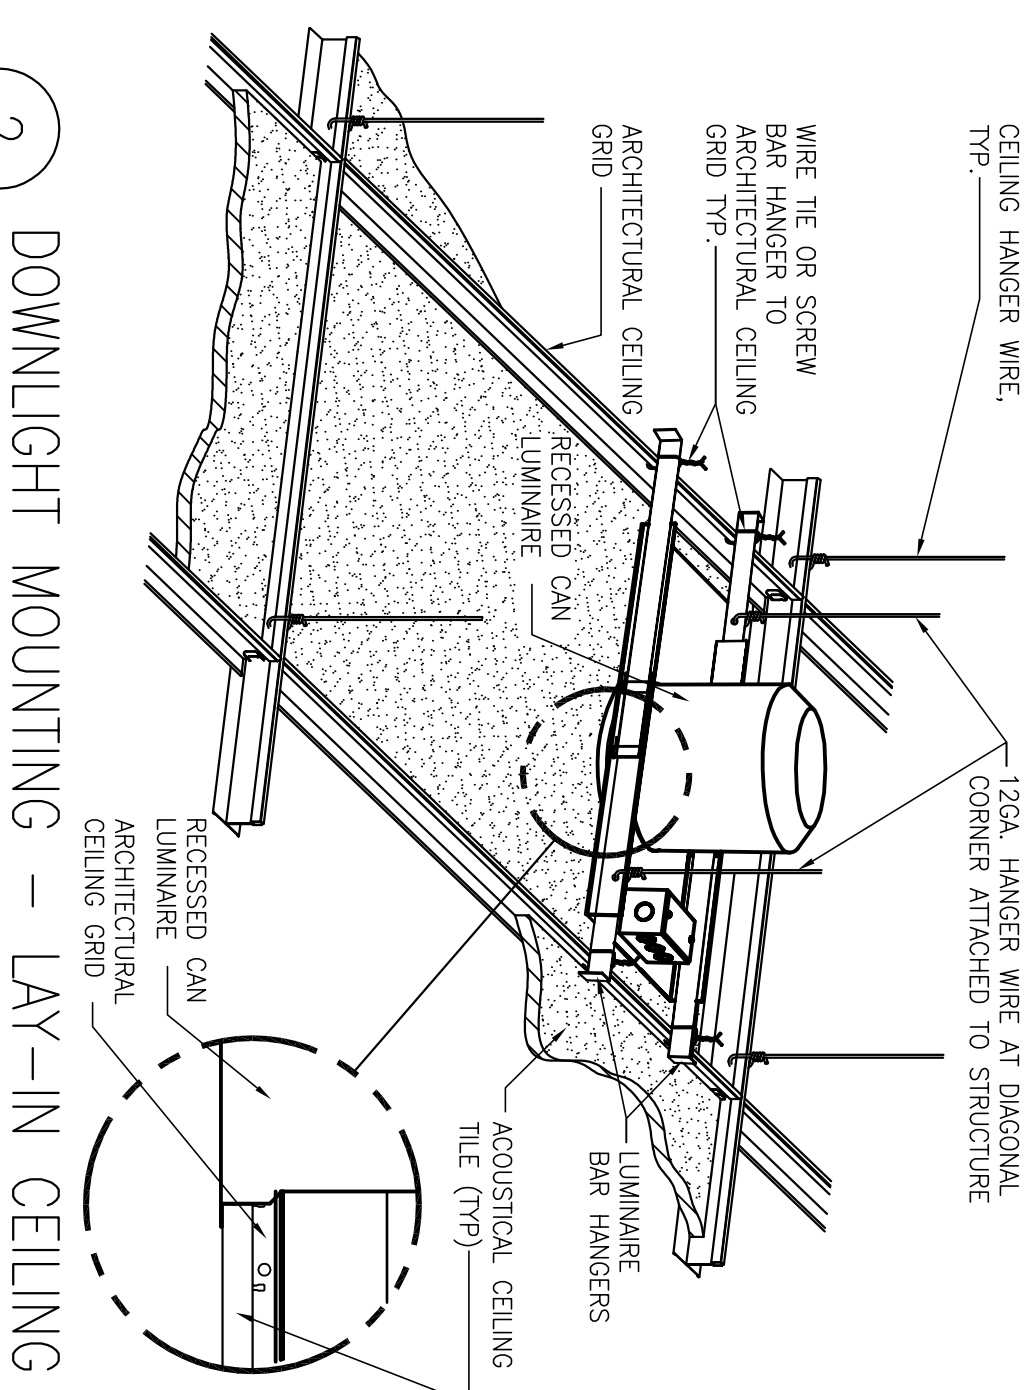 CEILING HANGER WIRE,
TYP.
WIRE TIE OR SCREW
BAR HANGER TO
ARCHITECTURAL CEILING
GRID TYP.
ARCHITECTURAL CEILING
GRID
12GA. HANGER WIRE AT DIAGONAL
CORNER ATTACHED TO STRUCTURE
RECESSED CAN
LUMINAIRE
LUMINAIRE
BAR HANGERS
ACOUSTICAL CEILING
TILE (TYP)
RECESSED CAN
LUMINAIRE
ARCHITECTURAL
CEILING GRID
2
DOWNLIGHT MOUNTING - LAY-IN CEILING